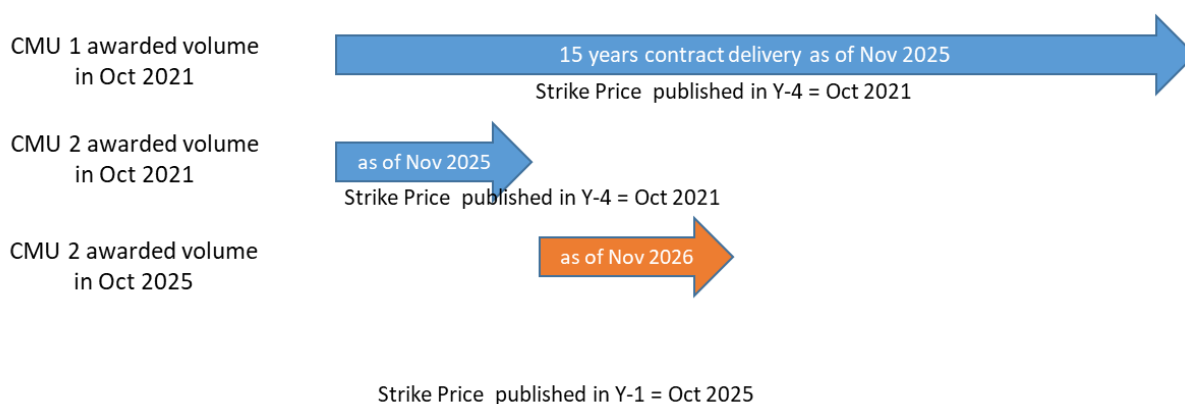 CMU 1 awarded volume
in Oct 2021
15 years contract delivery as of Nov 2025
Strike Price published in Y-4 = Oct 2021
CMU 2 awarded volume
in Oct 2021
as of Nov 2025
Strike Price published in Y-4 = Oct 2021
CMU 2 awarded volume
in Oct 2025
as of Nov 2026
Strike Price published in Y-1 = Oct 2025